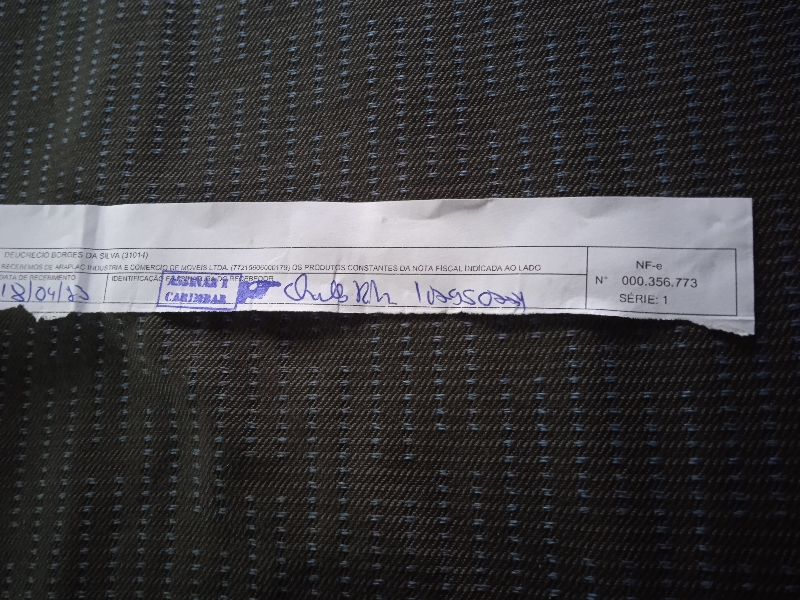 DEUCRECIO BORGES DA SILVA (31014)
RECEBEMOS DE ARAPLAC INDUSTRIA E COMERCIO DE MOVEIS LTDA. (77215606000179) OS PRODUTOS CONSTANTES DA NOTA FISCAL INDICADA AO LADO
DATA DE RECEBIMENTO
IDENTIFICAÇÃO E ASSINATURA DO RECEBEDOR
18/04/23
ASSINAR E
CARIMBAR
NF-e
N° 000.356.773
SÉRIE: 1